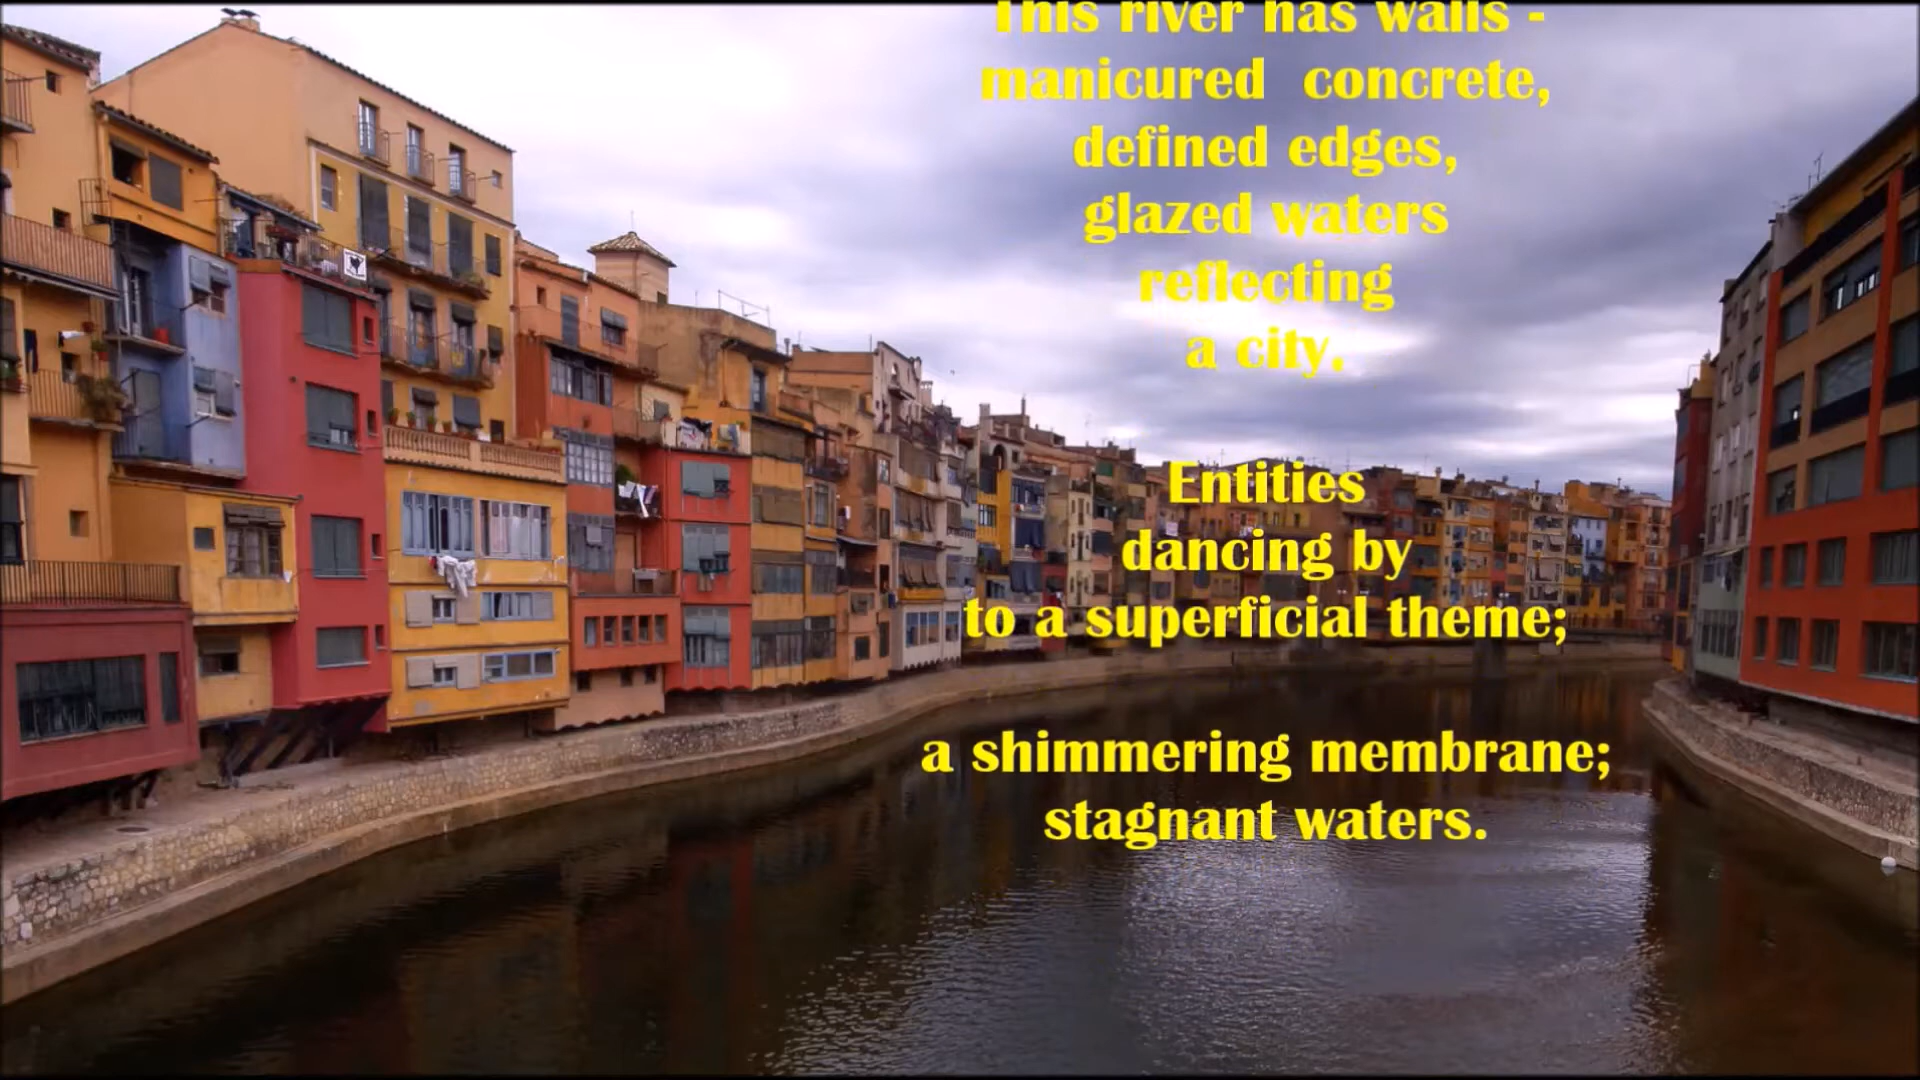 This river has walls -
manicured concrete,
defined edges,
glazed waters
reflecting
a city.
Entities
dancing by
to a superficial theme;
a shimmering membrane;
stagnant waters.